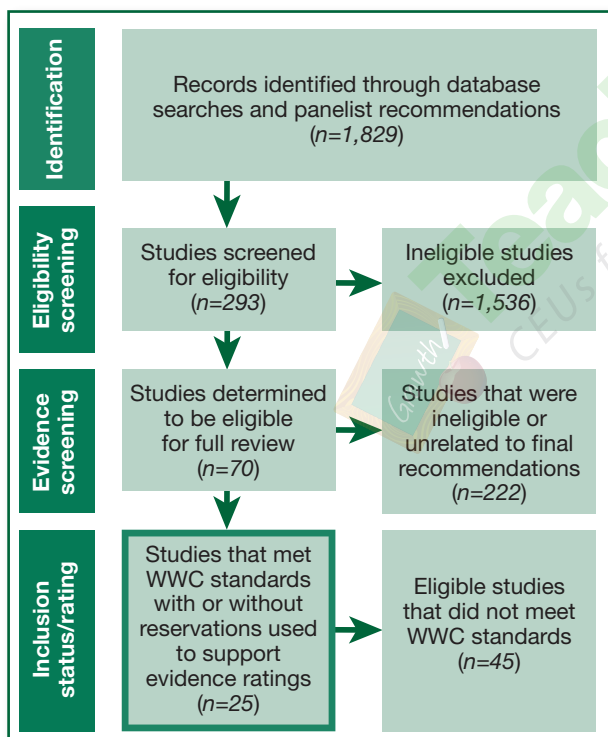 Identification
Records identified through database
searches and panelist recommendations
(n=1,829)
Eligibility
screening
Studies screened
for eligibility
(n=293)
Ineligible studies
excluded
(n=1,536)
Evidence
screening
Studies determined
to be eligible
for full review
(n=70)
Studies that were
ineligible or
unrelated to final
recommendations
(n=222)
Inclusion
status/rating
Studies that met
WWC standards
with or without
reservations used
to support
evidence ratings
(n=25)
Eligible studies
that did not meet
WWC standards
(n=45)
Teac
CEUs f
Growth/